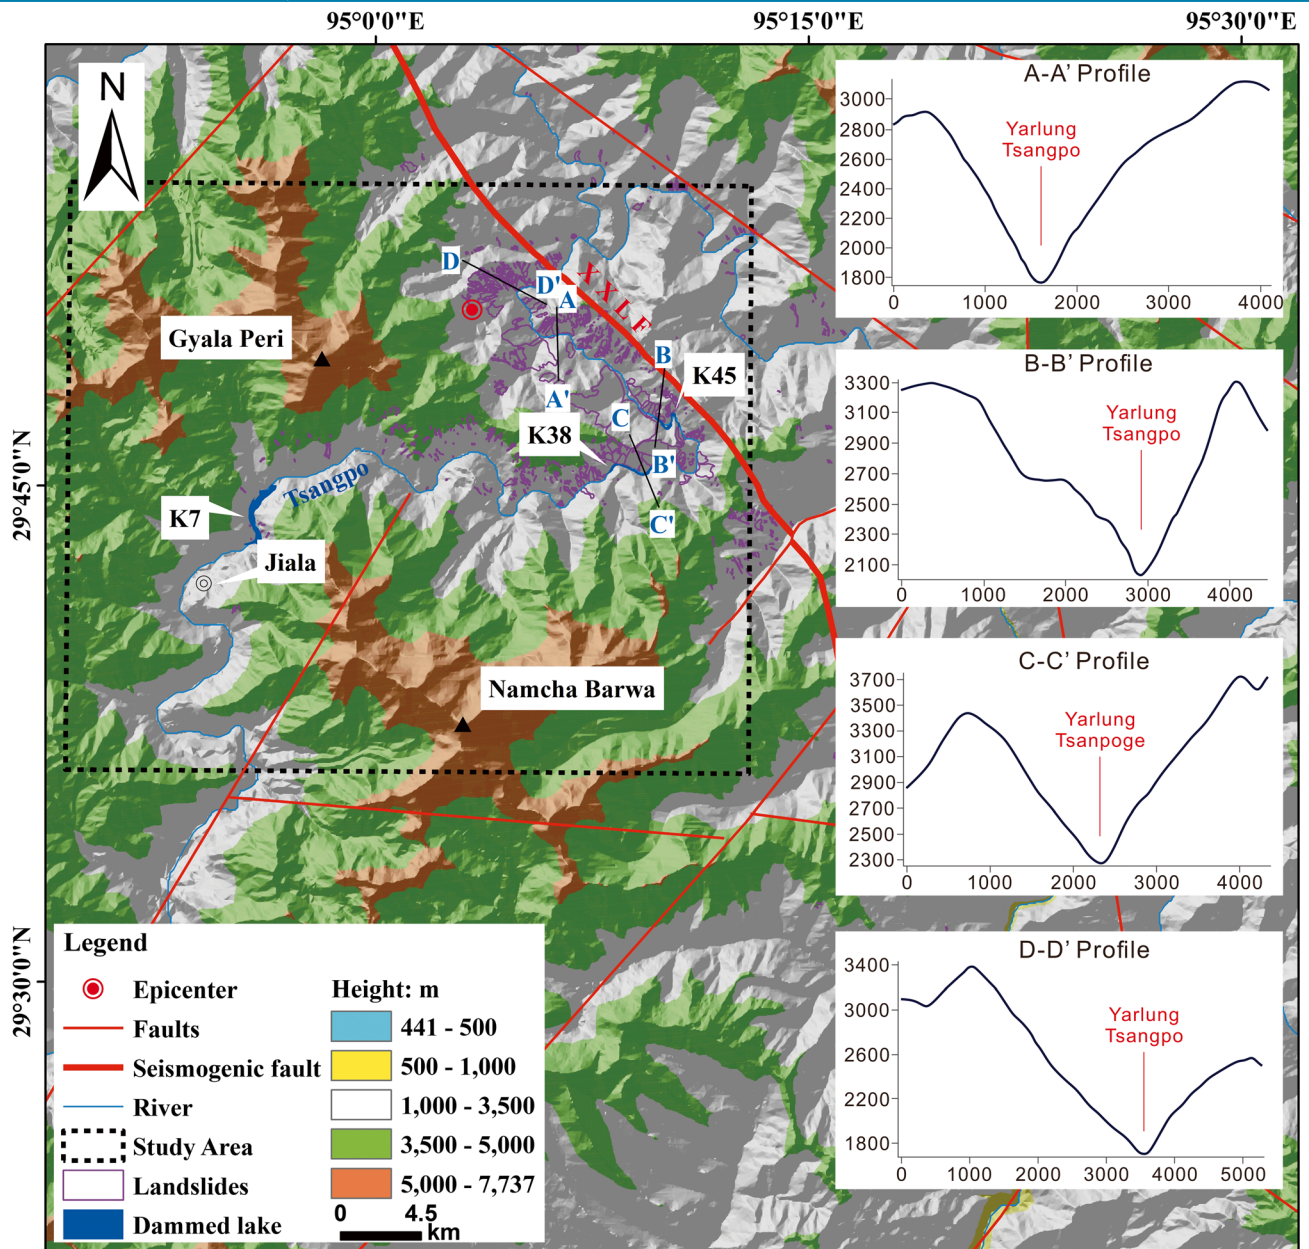 95°0'0"E
95°15'0"E
95°30'0"E
29°45'0"N
29°30'0"N
N
D
D'
A
XXLF
Gyala Peri
B
K45
A'
C
K38
B'
Tsangpo
K7
C'
Jiala
Namcha Barwa
A-A’ Profile
3000
2800
2600
2400
2200
2000
1800
Yarlung
Tsangpo
0 1000 2000 3000 4000
B-B’ Profile
3300
3100
2900
2700
2500
2300
2100
Yarlung
Tsangpo
0 1000 2000 3000 4000
C-C’ Profile
3700
3500
3300
3100
2900
2700
2500
2300
Yarlung
Tsanpoge
0 1000 2000 3000 4000
D-D’ Profile
3400
3000
2600
2200
1800
Yarlung
Tsangpo
0 1000 2000 3000 4000 5000
Legend
Epicenter
Faults
Seismogenic fault
River
Study Area
Landslides
Dammed lake
Height: m
441 - 500
500 - 1,000
1,000 - 3,500
3,500 - 5,000
5,000 - 7,737
0 4.5
km